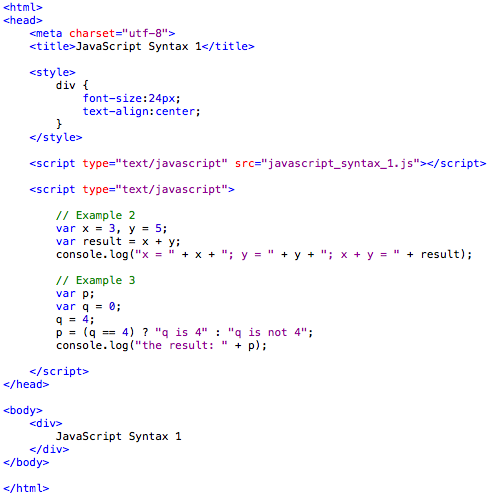 <html>
<head>
    <meta charset="utf-8">
    <title>JavaScript Syntax 1</title>

    <style>
        div {
            font-size:24px;
            text-align:center;
        }
    </style>

    <script type="text/javascript" src="javascript_syntax_1.js"></script>

    <script type="text/javascript">

        // Example 2
        var x = 3, y = 5;
        var result = x + y;
        console.log("x = " + x + "; y = " + y + "; x + y = " + result);

        // Example 3
        var p;
        var q = 0;
        q = 4;
        p = (q == 4) ? "q is 4" : "q is not 4";
        console.log("the result: " + p);

    </script>
</head>

<body>
    <div>
        JavaScript Syntax 1
    </div>
</body>

</html>